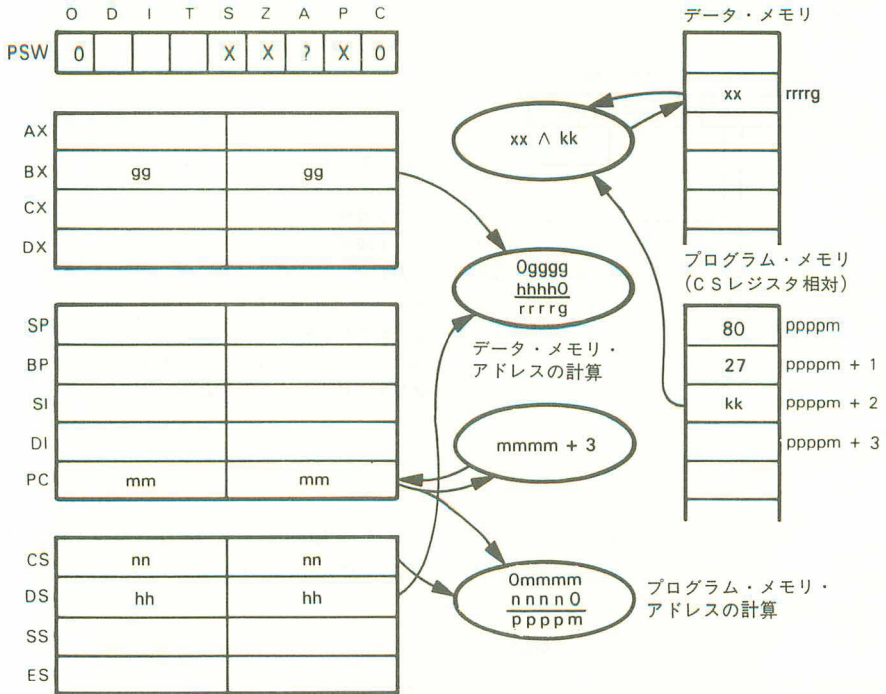 O D I T S Z A P C
PSW 0 X X ? X 0
AX
BX gg gg
CX
DX
SP
BP
SI
DI
PC mm mm
CS nn nn
DS hh hh
SS
ES
xx ∧ kk
0gggg
hhhh0
rrrrg
データ・メモリ・
アドレスの計算
mmmm + 3
0mmmm
nnnn0
ppppm
プログラム・メモリ・
アドレスの計算
データ・メモリ
xx rrrrg
プログラム・メモリ
(CSレジスタ相対)
80 ppppm
27 ppppm + 1
kk ppppm + 2
ppppm + 3